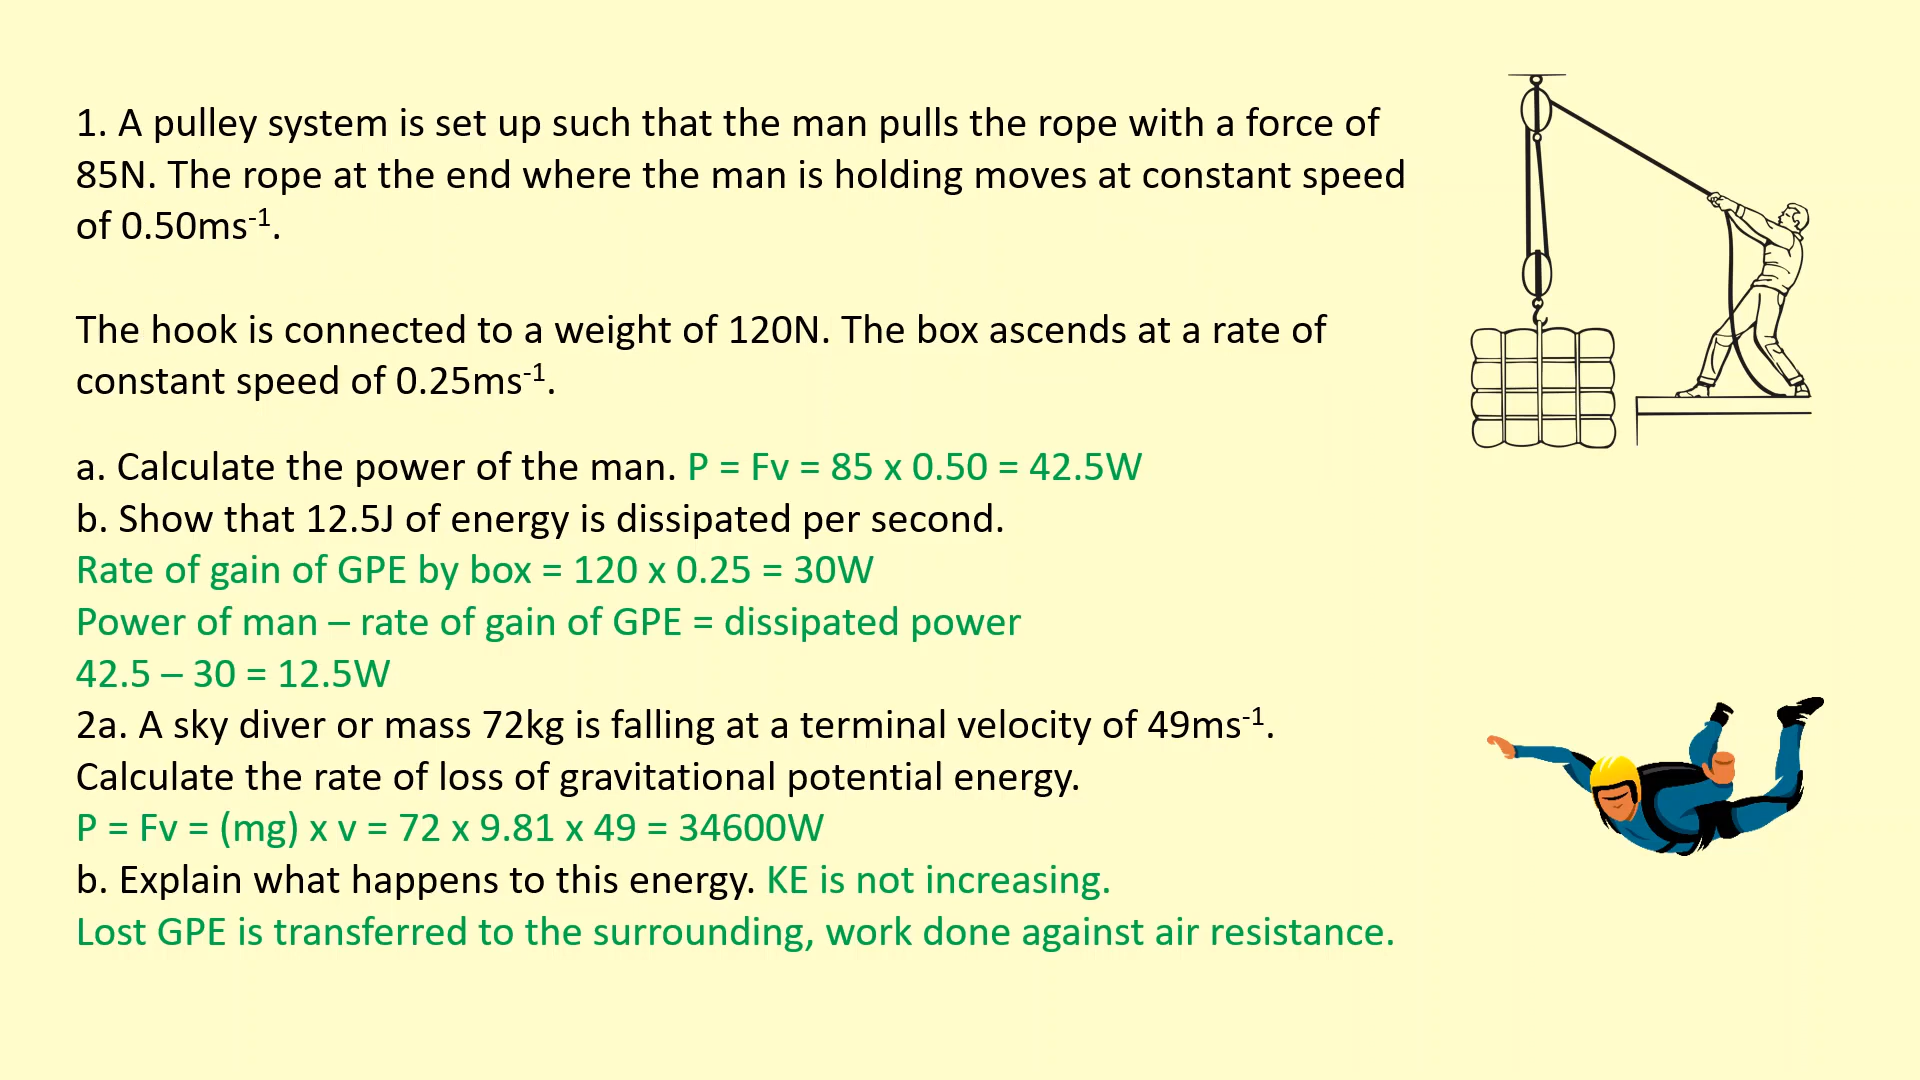 1. A pulley system is set up such that the man pulls the rope with a force of
85N. The rope at the end where the man is holding moves at constant speed
of 0.50ms⁻¹.
The hook is connected to a weight of 120N. The box ascends at a rate of
constant speed of 0.25ms⁻¹.
a. Calculate the power of the man. P = Fv = 85 x 0.50 = 42.5W
b. Show that 12.5J of energy is dissipated per second.
Rate of gain of GPE by box = 120 x 0.25 = 30W
Power of man – rate of gain of GPE = dissipated power
42.5 – 30 = 12.5W
2a. A sky diver or mass 72kg is falling at a terminal velocity of 49ms⁻¹.
Calculate the rate of loss of gravitational potential energy.
P = Fv = (mg) x v = 72 x 9.81 x 49 = 34600W
b. Explain what happens to this energy. KE is not increasing.
Lost GPE is transferred to the surrounding, work done against air resistance.